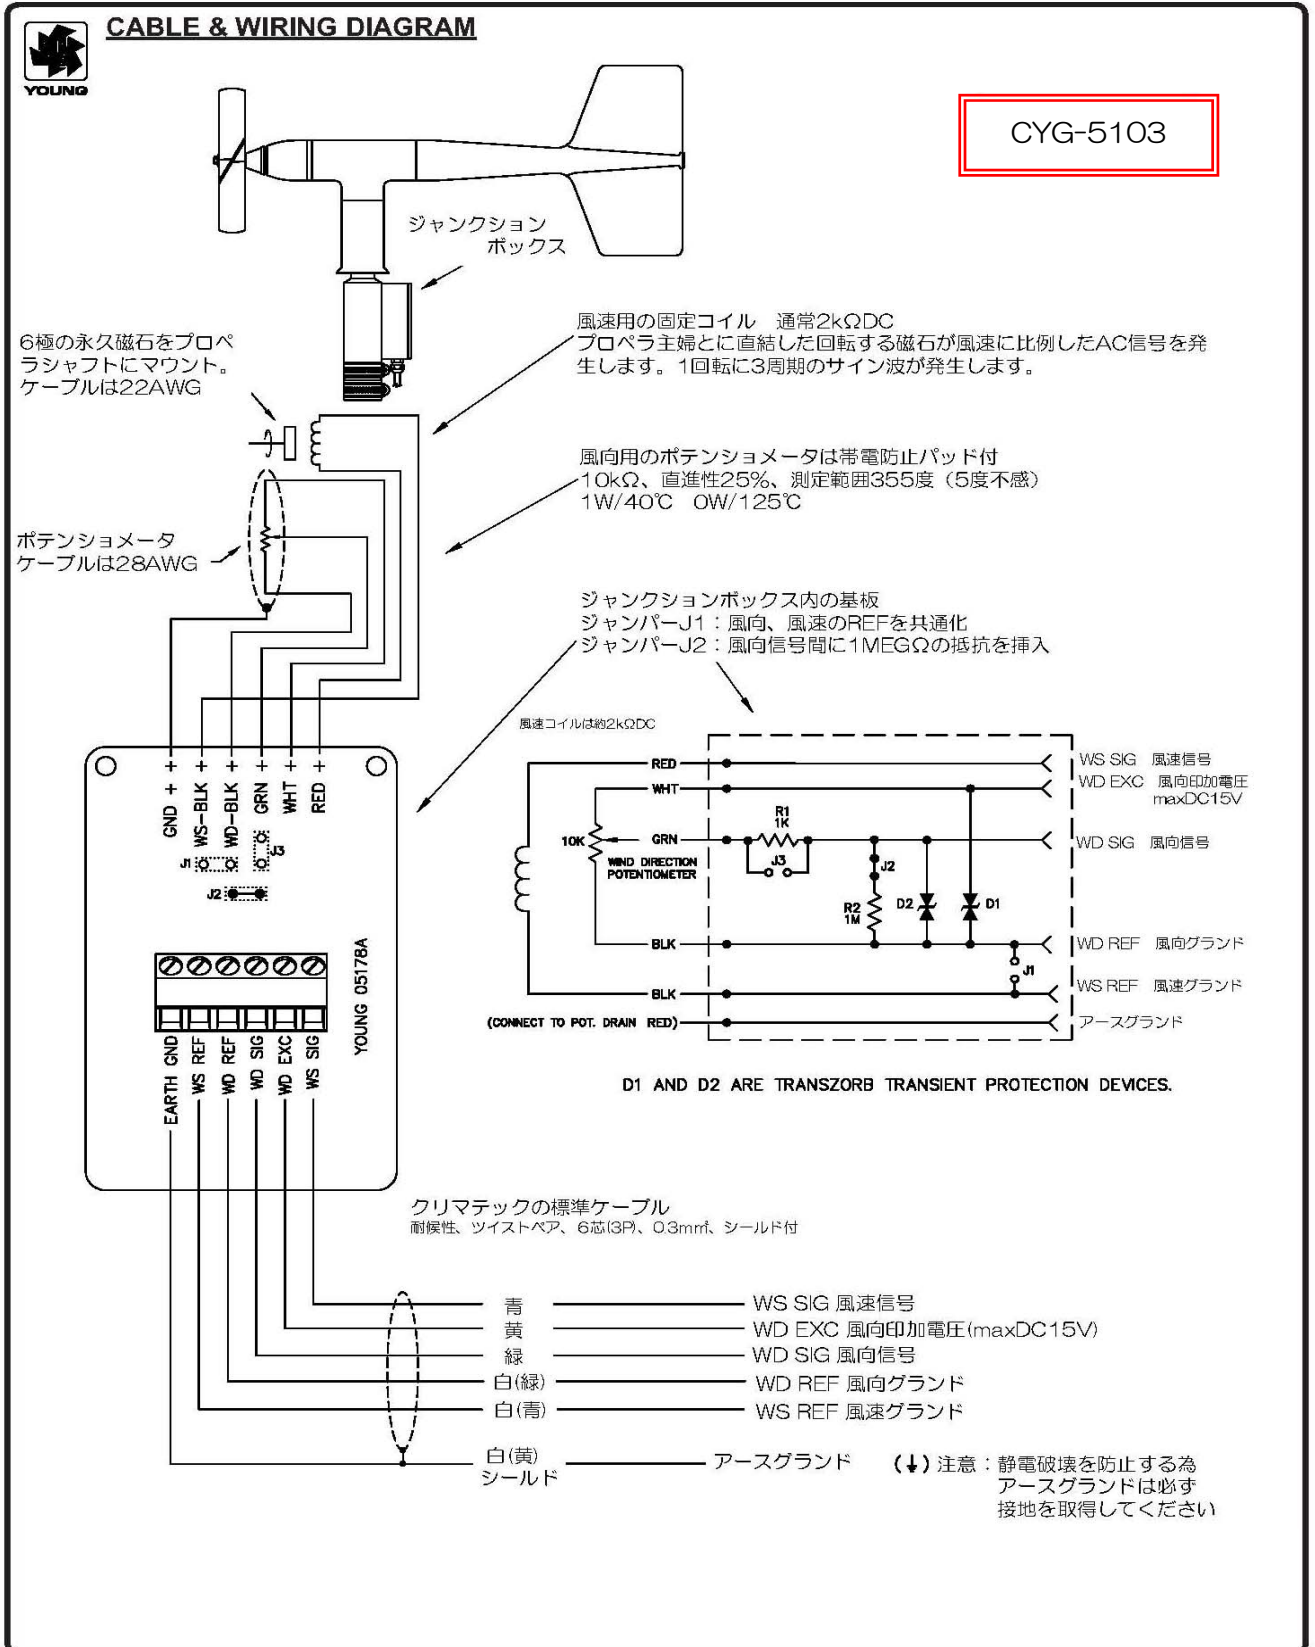 CABLE & WIRING DIAGRAM
YOUNG
CYG-5103
ジャンクション
ボックス
6極の永久磁石をプロペ
ラシャフトにマウント。
ケーブルは22AWG
風速用の固定コイル 通常2kΩDC
プロペラ主婦とに直結した回転する磁石が風速に比例したAC信号を発
生します。1回転に3周期のサイン波が発生します。
風向用のポテンショメータは帯電防止パッド付
10kΩ、直進性25%、測定範囲355度(5度不感)
1W/40℃ 0W/125℃
ポテンショメータ
ケーブルは28AWG
ジャンクションボックス内の基板
ジャンパーJ1:風向、風速のREFを共通化
ジャンパーJ2:風向信号間に1MEGΩの抵抗を挿入
風速コイルは約2kΩDC
GND +
WS-BLK +
WD-BLK +
GRN +
WHT +
RED +
J1
J3
J2
YOUNG 05178A
EARTH GND
WS REF
WD REF
WD SIG
WD EXC
WS SIG
RED
WHT
GRN
10K
WIND DIRECTION
POTENTIOMETER
BLK
BLK
(CONNECT TO POT. DRAIN RED)
R1
1K
J3
J2
R2
1M
D2
D1
J1
WS SIG 風速信号
WD EXC 風向印加電圧
maxDC15V
WD SIG 風向信号
WD REF 風向グランド
WS REF 風速グランド
アースグランド
D1 AND D2 ARE TRANSZORB TRANSIENT PROTECTION DEVICES.
クリマテックの標準ケーブル
耐候性、ツイストペア、6芯(3P)、0.3mm²、シールド付
青 WS SIG 風速信号
黄 WD EXC 風向印加電圧(maxDC15V)
緑 WD SIG 風向信号
白(緑) WD REF 風向グランド
白(青) WS REF 風速グランド
白(黄)
シールド
アースグランド
(↓)注意:静電破壊を防止する為
アースグランドは必ず
接地を取得してください